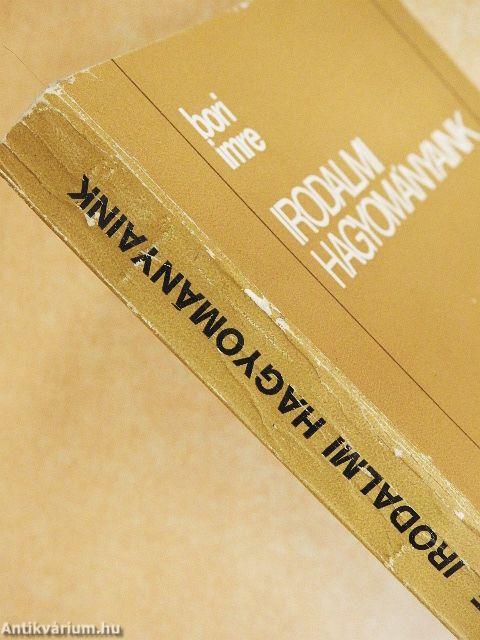 bori
imre
IRODALMI
HAGYOMÁNYAINK
IRODALMI HAGYOMÁNYAINK
Antikvárium.hu